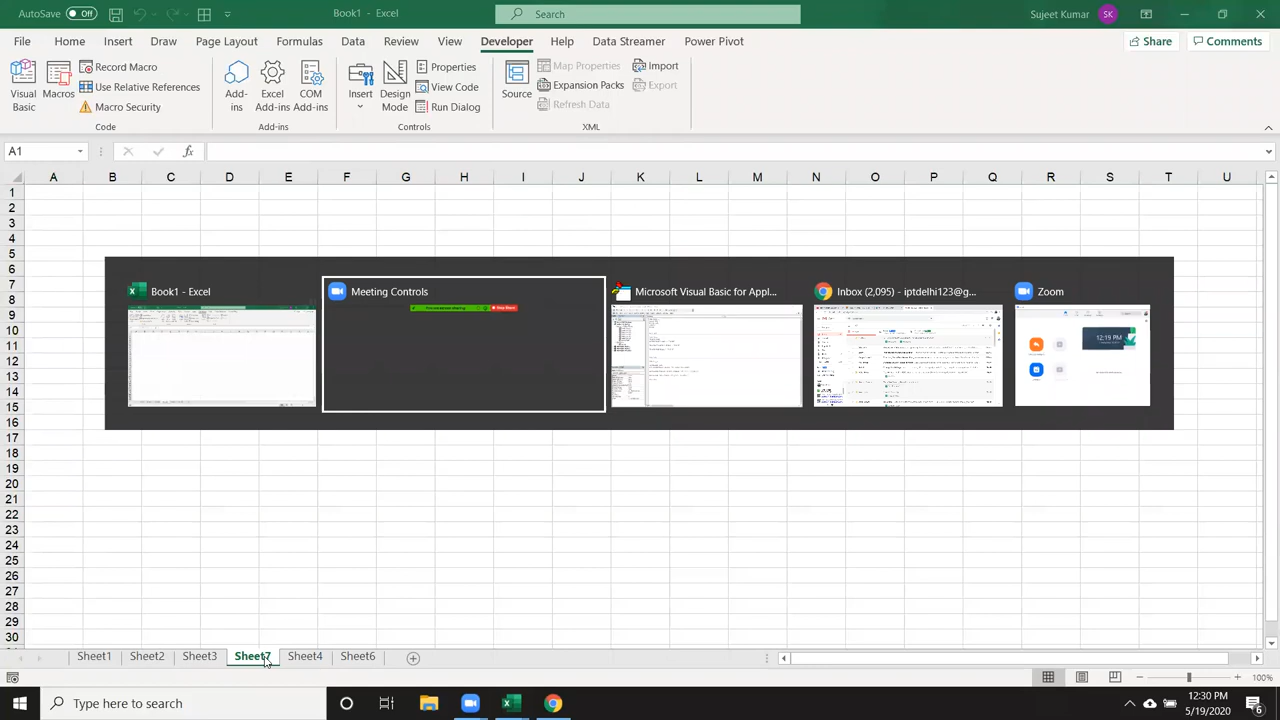 AutoSave Off Book1 - Excel Search Sujeet Kumar SK
File Home Insert Draw Page Layout Formulas Data Review View Developer Help Data Streamer Power Pivot Share Comments
Visual Basic
Macros
Record Macro
Use Relative References
Macro Security
Code
Add-ins
Excel Add-ins
COM Add-ins
Add-ins
Insert
Design Mode
Properties
View Code
Run Dialog
Controls
Source
Map Properties
Expansion Packs
Refresh Data
Import
Export
XML
A1 fx
A B C D E F G H I J K L M N O P Q R S T U
1
2
3
4
5
6
7
8
9
10
11
12
13
14
15
16
17
18
19
20
21
22
23
24
25
26
27
28
29
30
Book1 - Excel
Meeting Controls
Microsoft Visual Basic for Appl...
Inbox (2,095) - iptdelhi123@g...
Zoom
12:19 PM
Sheet1 Sheet2 Sheet3 Sheet7 Sheet4 Sheet6
100%
Type here to search
12:30 PM
5/19/2020
6